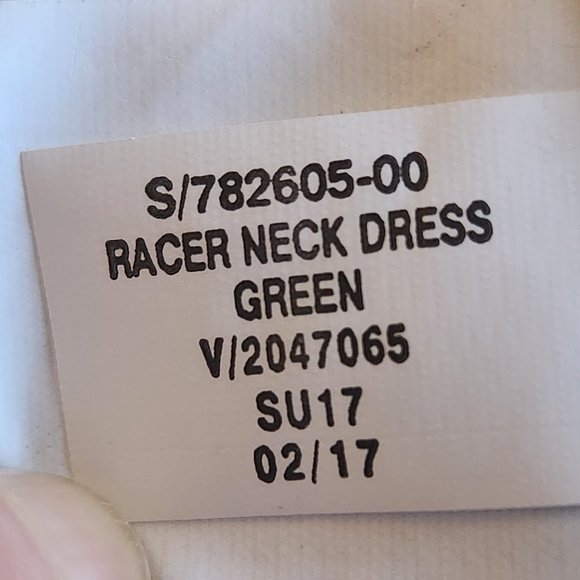 S/782605-00
RACER NECK DRESS
GREEN
V/2047065
SU17
02/17